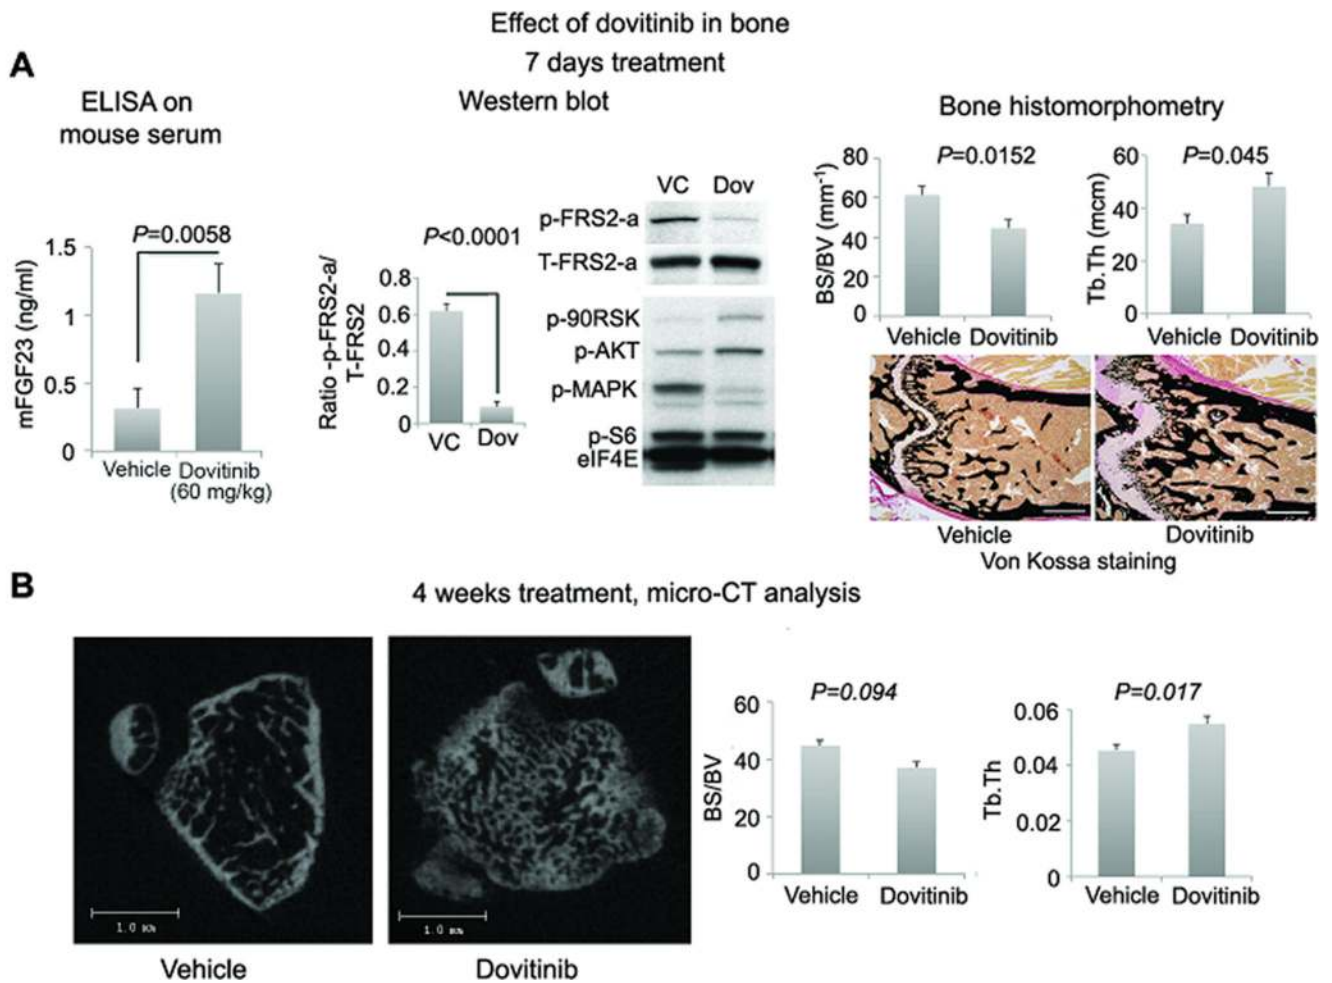 Effect of dovitinib in bone
7 days treatment
A
ELISA on
mouse serum
1.5
1
0.5
0
mFGF23 (ng/ml)
P=0.0058
Vehicle
Dovitinib
(60 mg/kg)
Western blot
P<0.0001
Ratio -p-FRS2-a/
T-FRS2
0.8
0.6
0.4
0.2
0
VC
Dov
VC Dov
p-FRS2-a
T-FRS2-a
p-90RSK
p-AKT
p-MAPK
p-S6
eIF4E
Bone histomorphometry
BS/BV (mm⁻¹)
80
60
40
20
0
P=0.0152
Vehicle Dovitinib
Tb.Th (mcm)
60
40
20
0
P=0.045
Vehicle Dovitinib
Vehicle
Dovitinib
Von Kossa staining
B
4 weeks treatment, micro-CT analysis
1.0 mm
Vehicle
1.0 mm
Dovitinib
BS/BV
60
40
20
0
P=0.094
Vehicle Dovitinib
Tb.Th
0.06
0.04
0.02
0
P=0.017
Vehicle Dovitinib